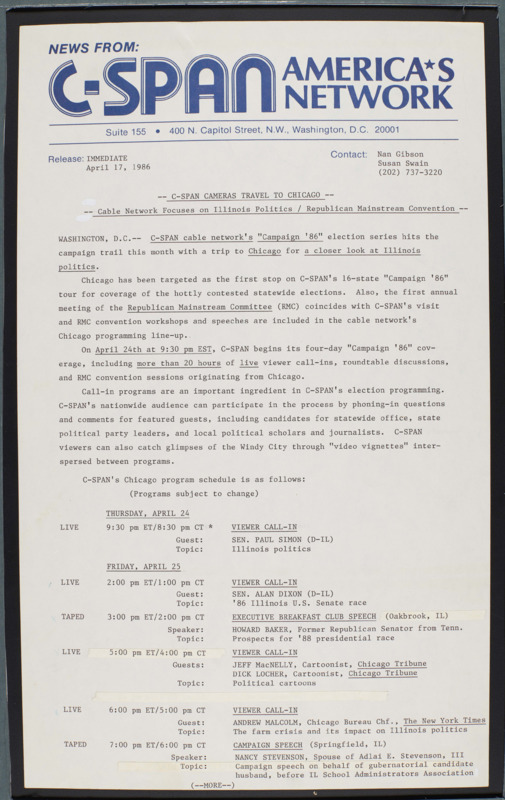 NEWS FROM:
C-SPAN AMERICA★S NETWORK
Suite 155 • 400 N. Capitol Street, N.W., Washington, D.C. 20001
Release: IMMEDIATE
April 17, 1986
Contact: Nan Gibson
Susan Swain
(202) 737-3220
-- C-SPAN CAMERAS TRAVEL TO CHICAGO --
-- Cable Network Focuses on Illinois Politics / Republican Mainstream Convention --
WASHINGTON, D.C.-- C-SPAN cable network's "Campaign '86" election series hits the
campaign trail this month with a trip to Chicago for a closer look at Illinois
politics.
Chicago has been targeted as the first stop on C-SPAN's 16-state "Campaign '86"
tour for coverage of the hottly contested statewide elections. Also, the first annual
meeting of the Republican Mainstream Committee (RMC) coincides with C-SPAN's visit
and RMC convention workshops and speeches are included in the cable network's
Chicago programming line-up.
On April 24th at 9:30 pm EST, C-SPAN begins its four-day "Campaign '86" cov-
erage, including more than 20 hours of live viewer call-ins, roundtable discussions,
and RMC convention sessions originating from Chicago.
Call-in programs are an important ingredient in C-SPAN's election programming.
C-SPAN's nationwide audience can participate in the process by phoning-in questions
and comments for featured guests, including candidates for statewide office, state
political party leaders, and local political scholars and journalists. C-SPAN
viewers can also catch glimpses of the Windy City through "video vignettes" inter-
spersed between programs.
C-SPAN's Chicago program schedule is as follows:
(Programs subject to change)
THURSDAY, APRIL 24
LIVE 9:30 pm ET/8:30 pm CT * VIEWER CALL-IN
Guest: SEN. PAUL SIMON (D-IL)
Topic: Illinois politics
FRIDAY, APRIL 25
LIVE 2:00 pm ET/1:00 pm CT VIEWER CALL-IN
Guest: SEN. ALAN DIXON (D-IL)
Topic: '86 Illinois U.S. Senate race
TAPED 3:00 pm ET/2:00 pm CT EXECUTIVE BREAKFAST CLUB SPEECH (Oakbrook, IL)
Speaker: HOWARD BAKER, Former Republican Senator from Tenn.
Topic: Prospects for '88 presidential race
LIVE 5:00 pm ET/4:00 pm CT VIEWER CALL-IN
Guests: JEFF MacNELLY, Cartoonist, Chicago Tribune
DICK LOCHER, Cartoonist, Chicago Tribune
Topic: Political cartoons
LIVE 6:00 pm ET/5:00 pm CT VIEWER CALL-IN
Guest: ANDREW MALCOLM, Chicago Bureau Chf., The New York Times
Topic: The farm crisis and its impact on Illinois politics
TAPED 7:00 pm ET/6:00 pm CT CAMPAIGN SPEECH (Springfield, IL)
Speaker: NANCY STEVENSON, Spouse of Adlai E. Stevenson, III
Topic: Campaign speech on behalf of gubernatorial candidate
husband, before IL School Administrators Association
(--MORE--)